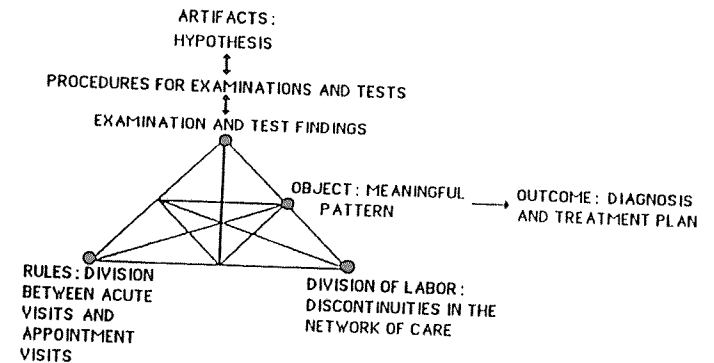 ARTIFACTS:
HYPOTHESIS
PROCEDURES FOR EXAMINATIONS AND TESTS
EXAMINATION AND TEST FINDINGS
OBJECT: MEANINGFUL
PATTERN
OUTCOME: DIAGNOSIS
AND TREATMENT PLAN
RULES: DIVISION
BETWEEN ACUTE
VISITS AND
APPOINTMENT
VISITS
DIVISION OF LABOR:
DISCONTINUITIES IN THE
NETWORK OF CARE